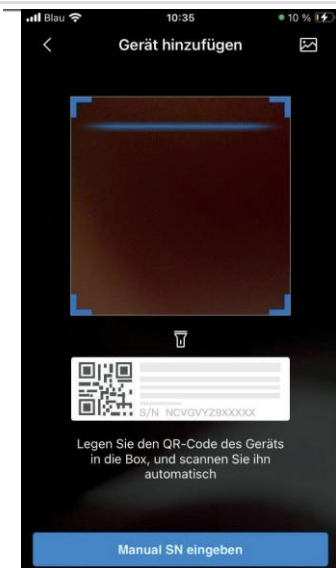 Blau 10:35 10 %
Gerät hinzufügen
S/N NCVGVYZ9XXXXX
Legen Sie den QR-Code des Geräts
in die Box, und scannen Sie ihn
automatisch
Manual SN eingeben